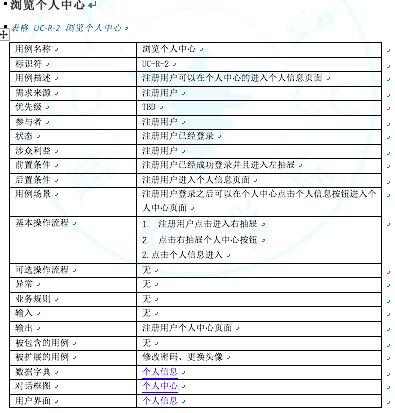 浏览个人中心
表格 UC-R-2 浏览个人中心
用例名称 浏览个人中心
标识符 UC-R-2
用例描述 注册用户可以在个人中心的进入个人信息页面
需求来源 注册用户
优先级 TBD
参与者 注册用户
状态 注册用户已经登录
涉众利益 注册用户
前置条件 注册用户已经成功登录并且进入左抽屉
后置条件 注册用户进入个人信息页面
用例场景 注册用户登录之后可以在个人中心点击个人信息按钮进入个
人中心页面
基本操作流程 1. 注册用户点击进入右抽屉
2. 点击右抽屉个人中心按钮
2.点击个人信息进入
可选操作流程 无
异常 无
业务规则 无
输入 无
输出 注册用户个人中心页面
被包含的用例 无
被扩展的用例 修改密码、更换头像
数据字典 个人信息
对话框图 个人中心
用户界面 个人信息